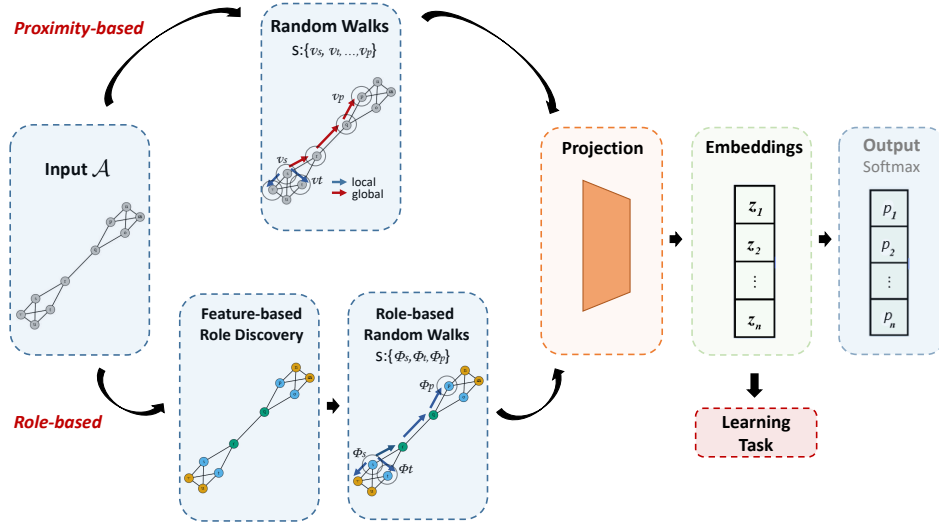 Proximity-based
Random Walks
s:{v_s, v_t, ...,v_p}
v_p
v_s
v_t
local
global
Input 𝒜
Projection
Embeddings
z_1
z_2
⋮
z_n
Output
Softmax
p_1
p_2
⋮
p_n
Feature-based
Role Discovery
Role-based
Random Walks
s:{Φ_s, Φ_t, Φ_p}
Φ_p
Φ_s
Φ_t
Role-based
Learning
Task